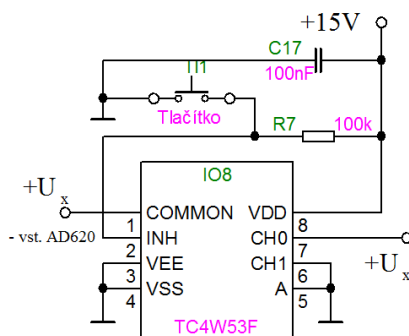 +15V
C17
100nF
Tl1
Tlačítko
R7 100k
IO8
+Ux
COMMON VDD
1 8
- vst. AD620
INH CH0
2 7
VEE CH1
3 6
VSS A
4 5
+Ux
TC4W53F